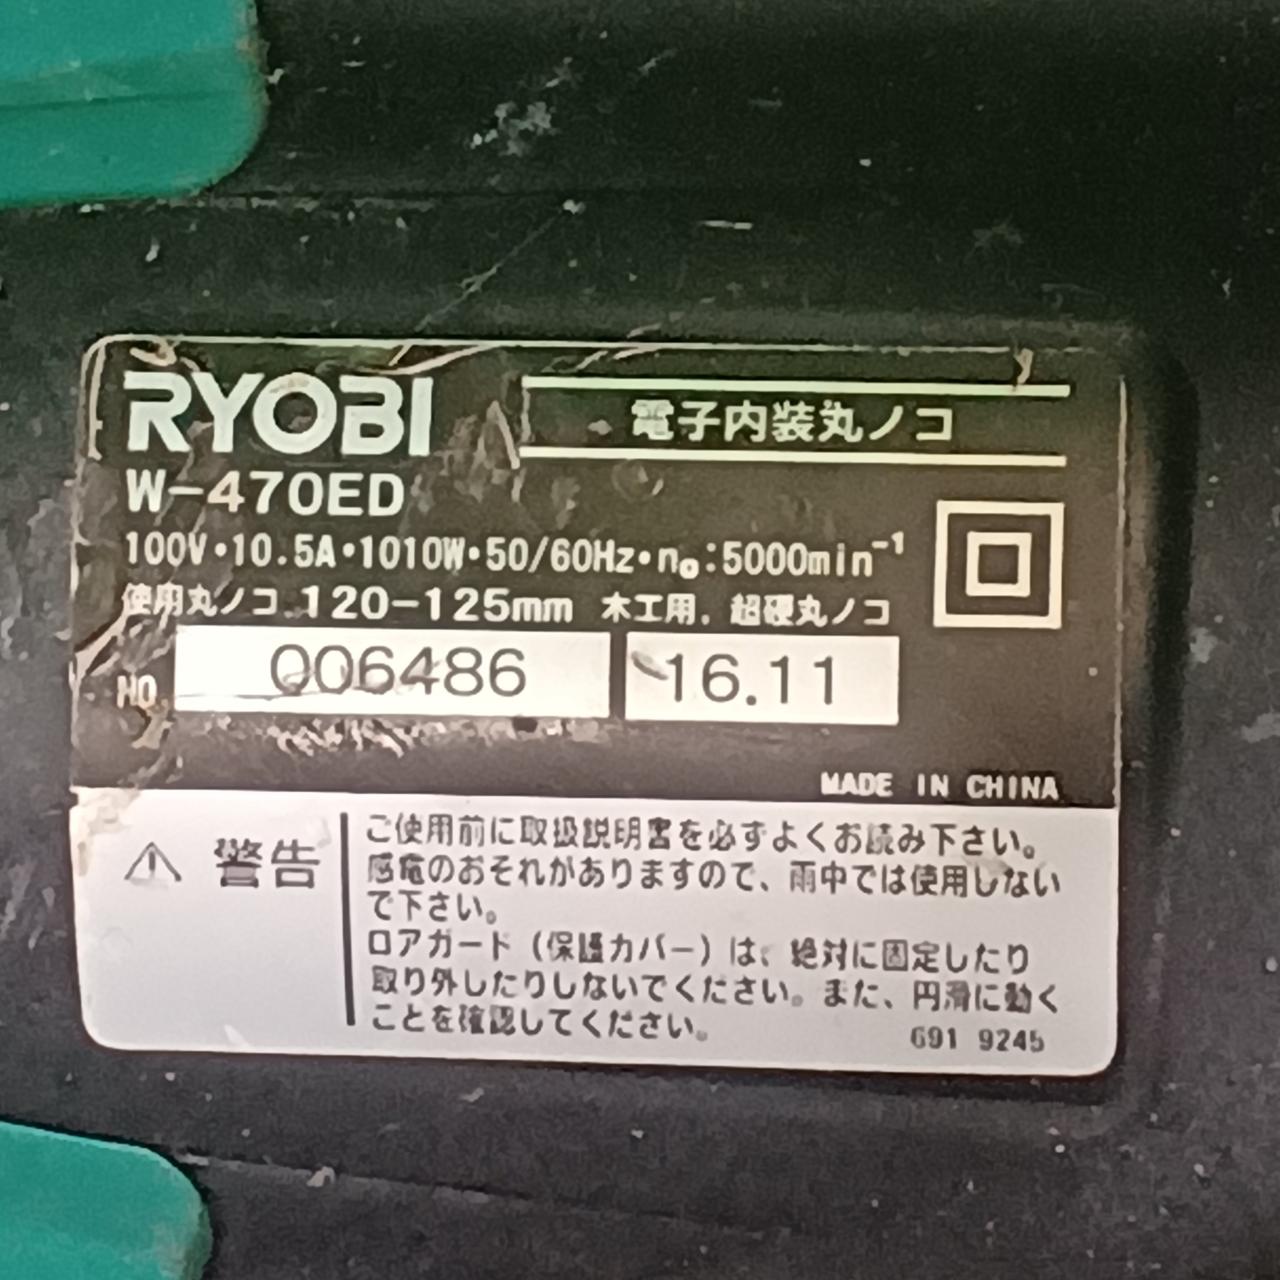 RYOBI
電子内装丸ノコ
W-470ED
100V・10.5A・1010W・50/60Hz・n₀:5000min⁻¹
使用丸ノコ 120-125mm 木工用. 超硬丸ノコ
NO. 006486 16.11
MADE IN CHINA
⚠ 警告
ご使用前に取扱説明書を必ずよくお読み下さい。
感電のおそれがありますので、雨中では使用しない
で下さい。
ロアガード (保護カバー) は、絶対に固定したり
取り外したりしないでください。また、円滑に動く
ことを確認してください。
691 9245